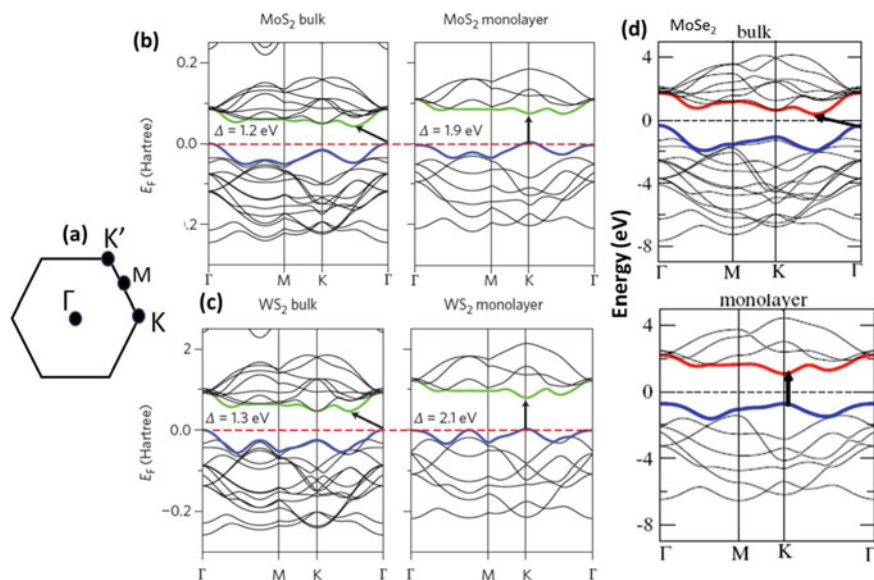 (a)
K'
M
Γ
K
(b)
MoS2 bulk
MoS2 monolayer
0.2
0.0
0.2
EF (Hartree)
Δ = 1.2 eV
Δ = 1.9 eV
Γ M K Γ
Γ M K Γ
(c)
WS2 bulk
WS2 monolayer
2
0.0
−0.2
EF (Hartree)
Δ = 1.3 eV
Δ = 2.1 eV
Γ M K Γ
Γ M K Γ
(d)
MoSe2
bulk
4
0
-4
-8
Γ M K Γ
Energy (eV)
monolayer
4
0
-4
-8
Γ M K Γ